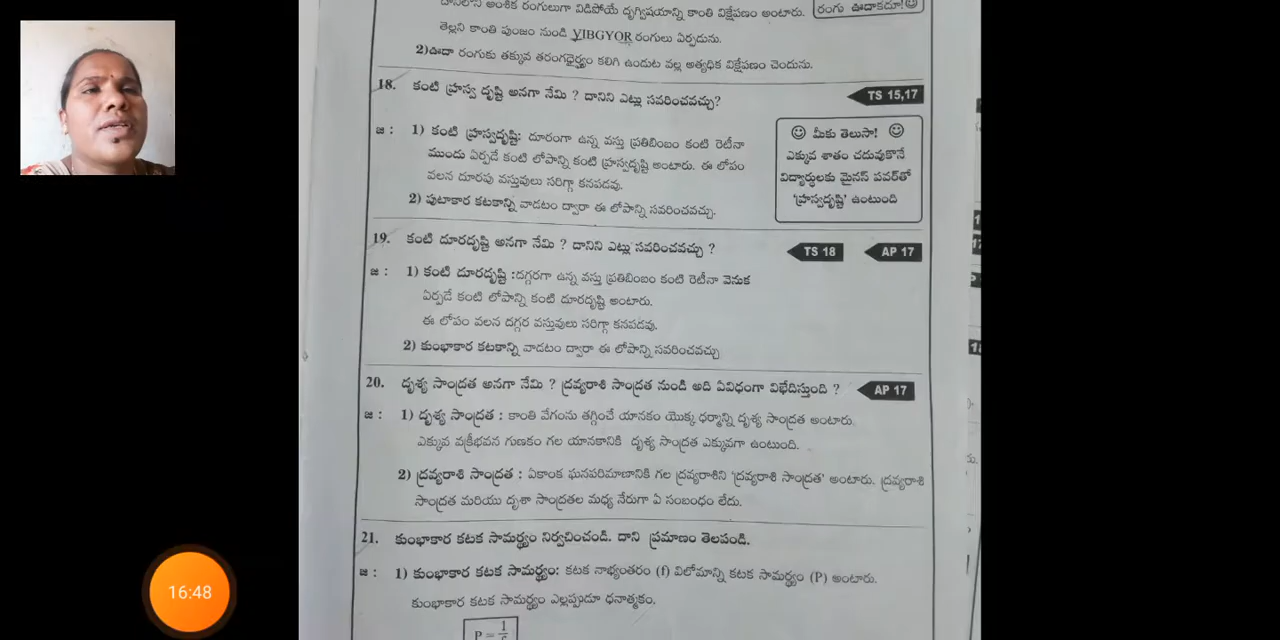 దానిలోని అంశిక రంగులుగా విడిపోయే దృగ్విషయాన్ని కాంతి విక్షేపణం అంటారు.
రంగు ఊదాకదూ!
తెల్లని కాంతి పుంజం నుండి VIBGYOR రంగులు ఏర్పడును.
2)ఊదా రంగుకు తక్కువ తరంగదైర్ఘ్యం కలిగి ఉందుట వల్ల అత్యధిక విక్షేపణం చెందును.
18. కంటి హ్రస్వ దృష్టి అనగా నేమి ? దానిని ఎట్లు సవరించవచ్చు?
TS 15,17
జ : 1) కంటి హ్రస్వదృష్టి: దూరంగా ఉన్న వస్తు ప్రతిబింబం కంటి రెటీనా
ముందు ఏర్పడే కంటి లోపాన్ని కంటి హ్రస్వదృష్టి అంటారు. ఈ లోపం
వలన దూరపు వస్తువులు సరిగ్గా కనపడవు.
2) పుటాకార కటకాన్ని వాడటం ద్వారా ఈ లోపాన్ని సవరించవచ్చు.
మీకు తెలుసా!
ఎక్కువ శాతం చదువుకొనే
విద్యార్థులకు మైనస్ పవర్‌తో
'హ్రస్వదృష్టి' ఉంటుంది
19. కంటి దూరదృష్టి అనగా నేమి ? దానిని ఎట్లు సవరించవచ్చు ?
TS 18 AP 17
జ : 1) కంటి దూరదృష్టి :దగ్గరగా ఉన్న వస్తు ప్రతిబింబం కంటి రెటీనా వెనుక
ఏర్పడే కంటి లోపాన్ని కంటి దూరదృష్టి అంటారు.
ఈ లోపం వలన దగ్గర వస్తువులు సరిగ్గా కనపడవు.
2) కుంభాకార కటకాన్ని వాడటం ద్వారా ఈ లోపాన్ని సవరించవచ్చు
20. దృశ్య సాంద్రత అనగా నేమి ? ద్రవ్యరాశి సాంద్రత నుండి అది ఏవిధంగా విభేదిస్తుంది ?
AP 17
జ : 1) దృశ్య సాంద్రత : కాంతి వేగంను తగ్గించే యానకం యొక్క ధర్మాన్ని దృశ్య సాంద్రత అంటారు.
ఎక్కువ వక్రీభవన గుణకం గల యానకానికి దృశ్య సాంద్రత ఎక్కువగా ఉంటుంది.
2) ద్రవ్యరాశి సాంద్రత : ఏకాంక ఘనపరిమాణానికి గల ద్రవ్యరాశిని 'ద్రవ్యరాశి సాంద్రత' అంటారు. ద్రవ్యరాశి
సాంద్రత మరియు దృశా సాంద్రతల మధ్య నేరుగా ఏ సంబంధం లేదు.
21. కుంభాకార కటక సామర్థ్యం నిర్వచించండి. దాని ప్రమాణం తెలపండి.
జ : 1) కుంభాకార కటక సామర్థ్యం: కటక నాభ్యంతరం (f) విలోమాన్ని కటక సామర్థ్యం (P) అంటారు.
కుంభాకార కటక సామర్థ్యం ఎల్లప్పుడూ ధనాత్మకం.
P = 1
16:48